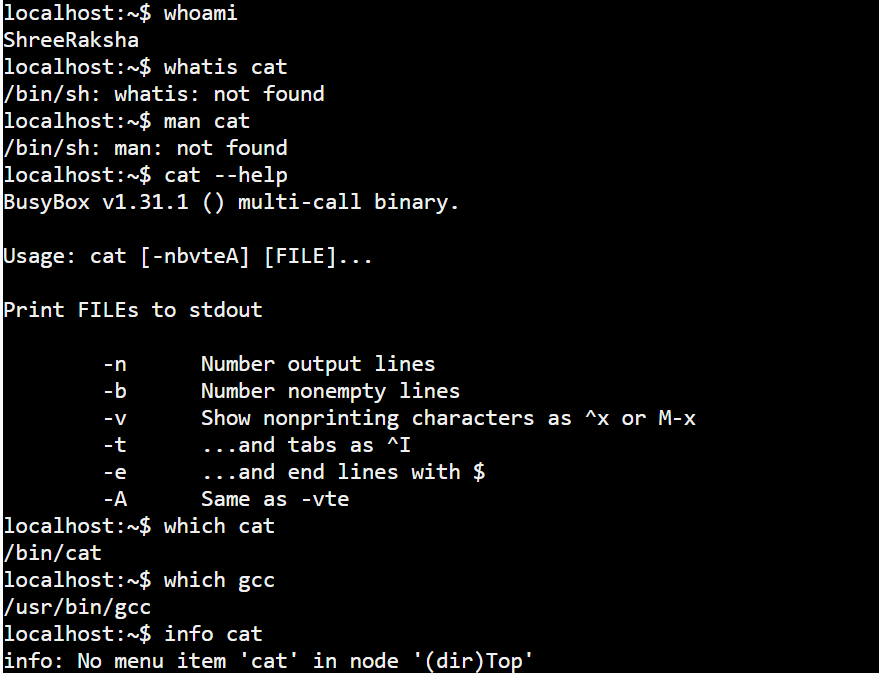 localhost:~$ whoami
ShreeRaksha
localhost:~$ whatis cat
/bin/sh: whatis: not found
localhost:~$ man cat
/bin/sh: man: not found
localhost:~$ cat --help
BusyBox v1.31.1 () multi-call binary.
Usage: cat [-nbvteA] [FILE]...
Print FILEs to stdout
-n Number output lines
-b Number nonempty lines
-v Show nonprinting characters as ^x or M-x
-t ...and tabs as ^I
-e ...and end lines with $
-A Same as -vte
localhost:~$ which cat
/bin/cat
localhost:~$ which gcc
/usr/bin/gcc
localhost:~$ info cat
info: No menu item 'cat' in node '(dir)Top'